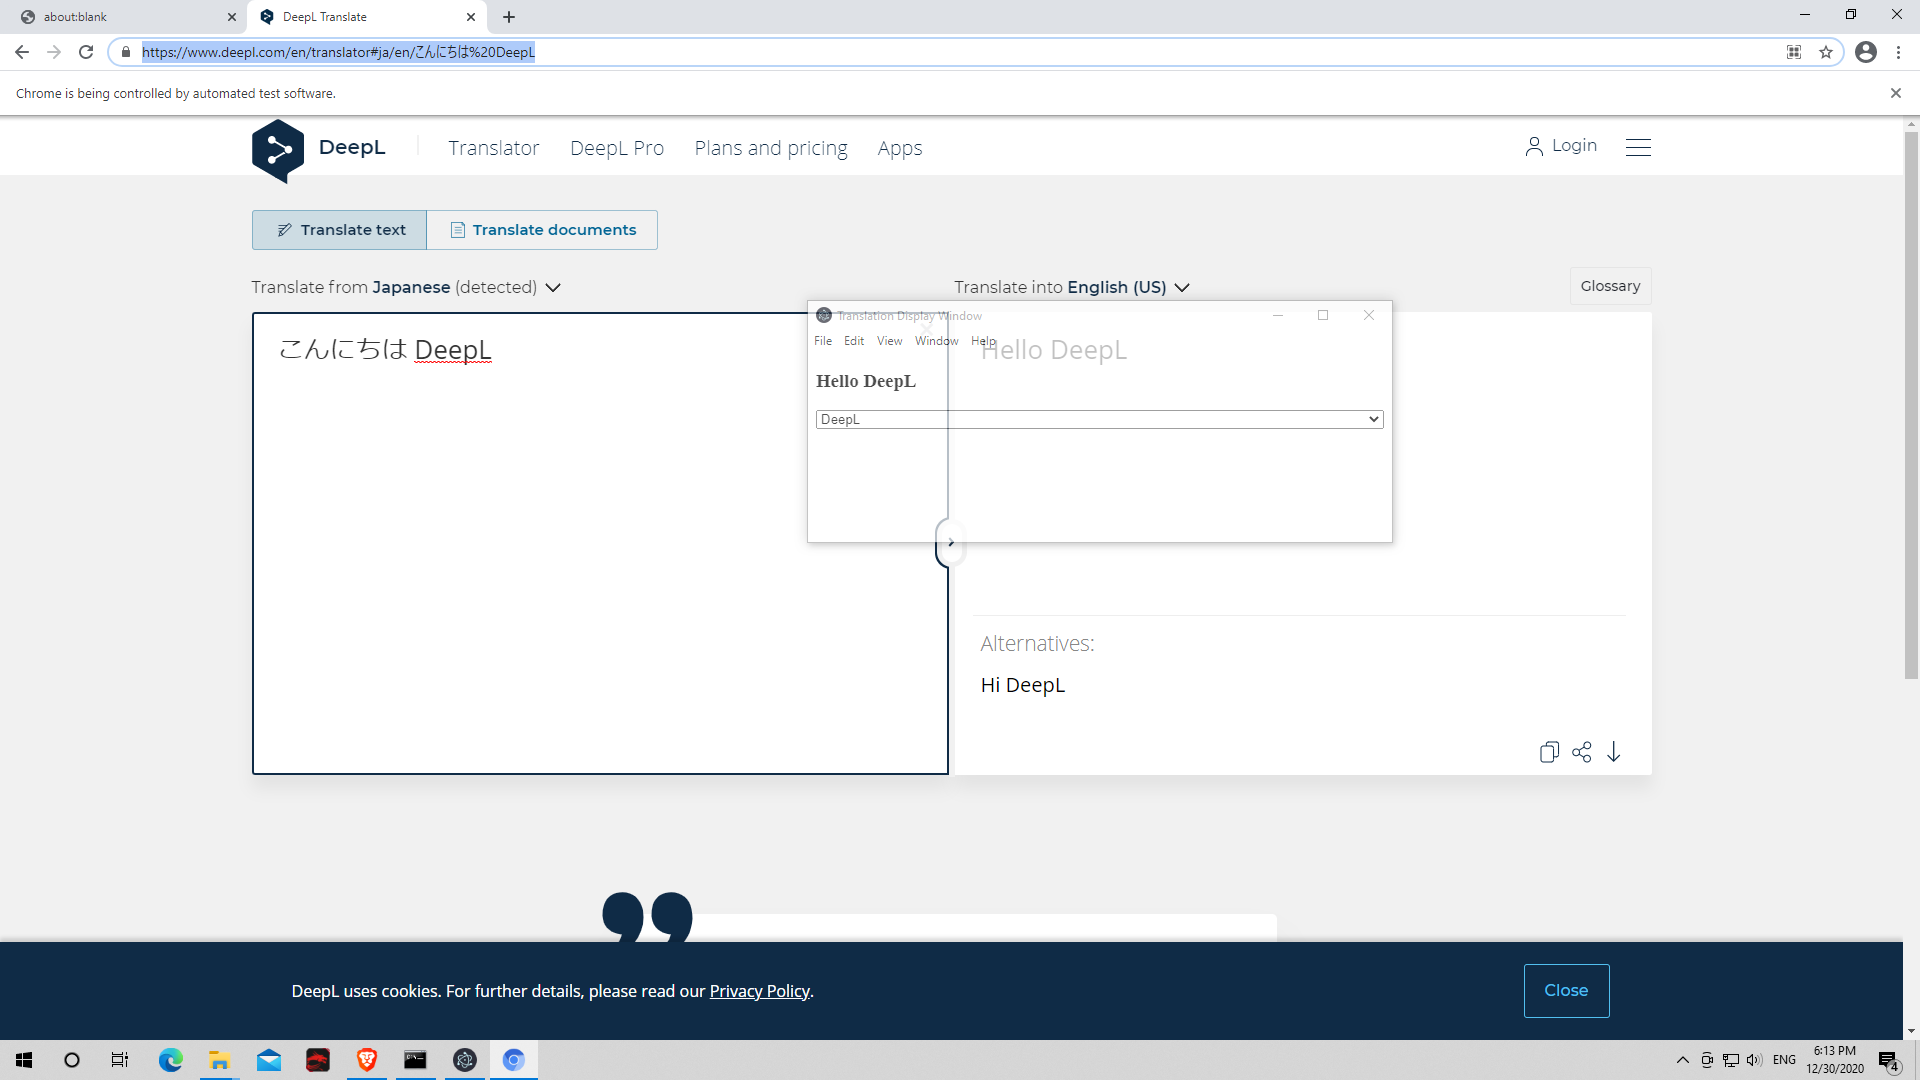 about:blank
DeepL Translate
https://www.deepl.com/en/translator#ja/en/こんにちは%20DeepL
Chrome is being controlled by automated test software.
DeepL
Translator
DeepL Pro
Plans and pricing
Apps
Login
Translate text
Translate documents
Translate from Japanese (detected)
Translate into English (US)
Glossary
こんにちは DeepL
Hello DeepL
Translation Display Window
File Edit View Window Help
Hello DeepL
DeepL
Alternatives:
Hi DeepL
DeepL uses cookies. For further details, please read our Privacy Policy.
Close
ENG
6:13 PM
12/30/2020
4